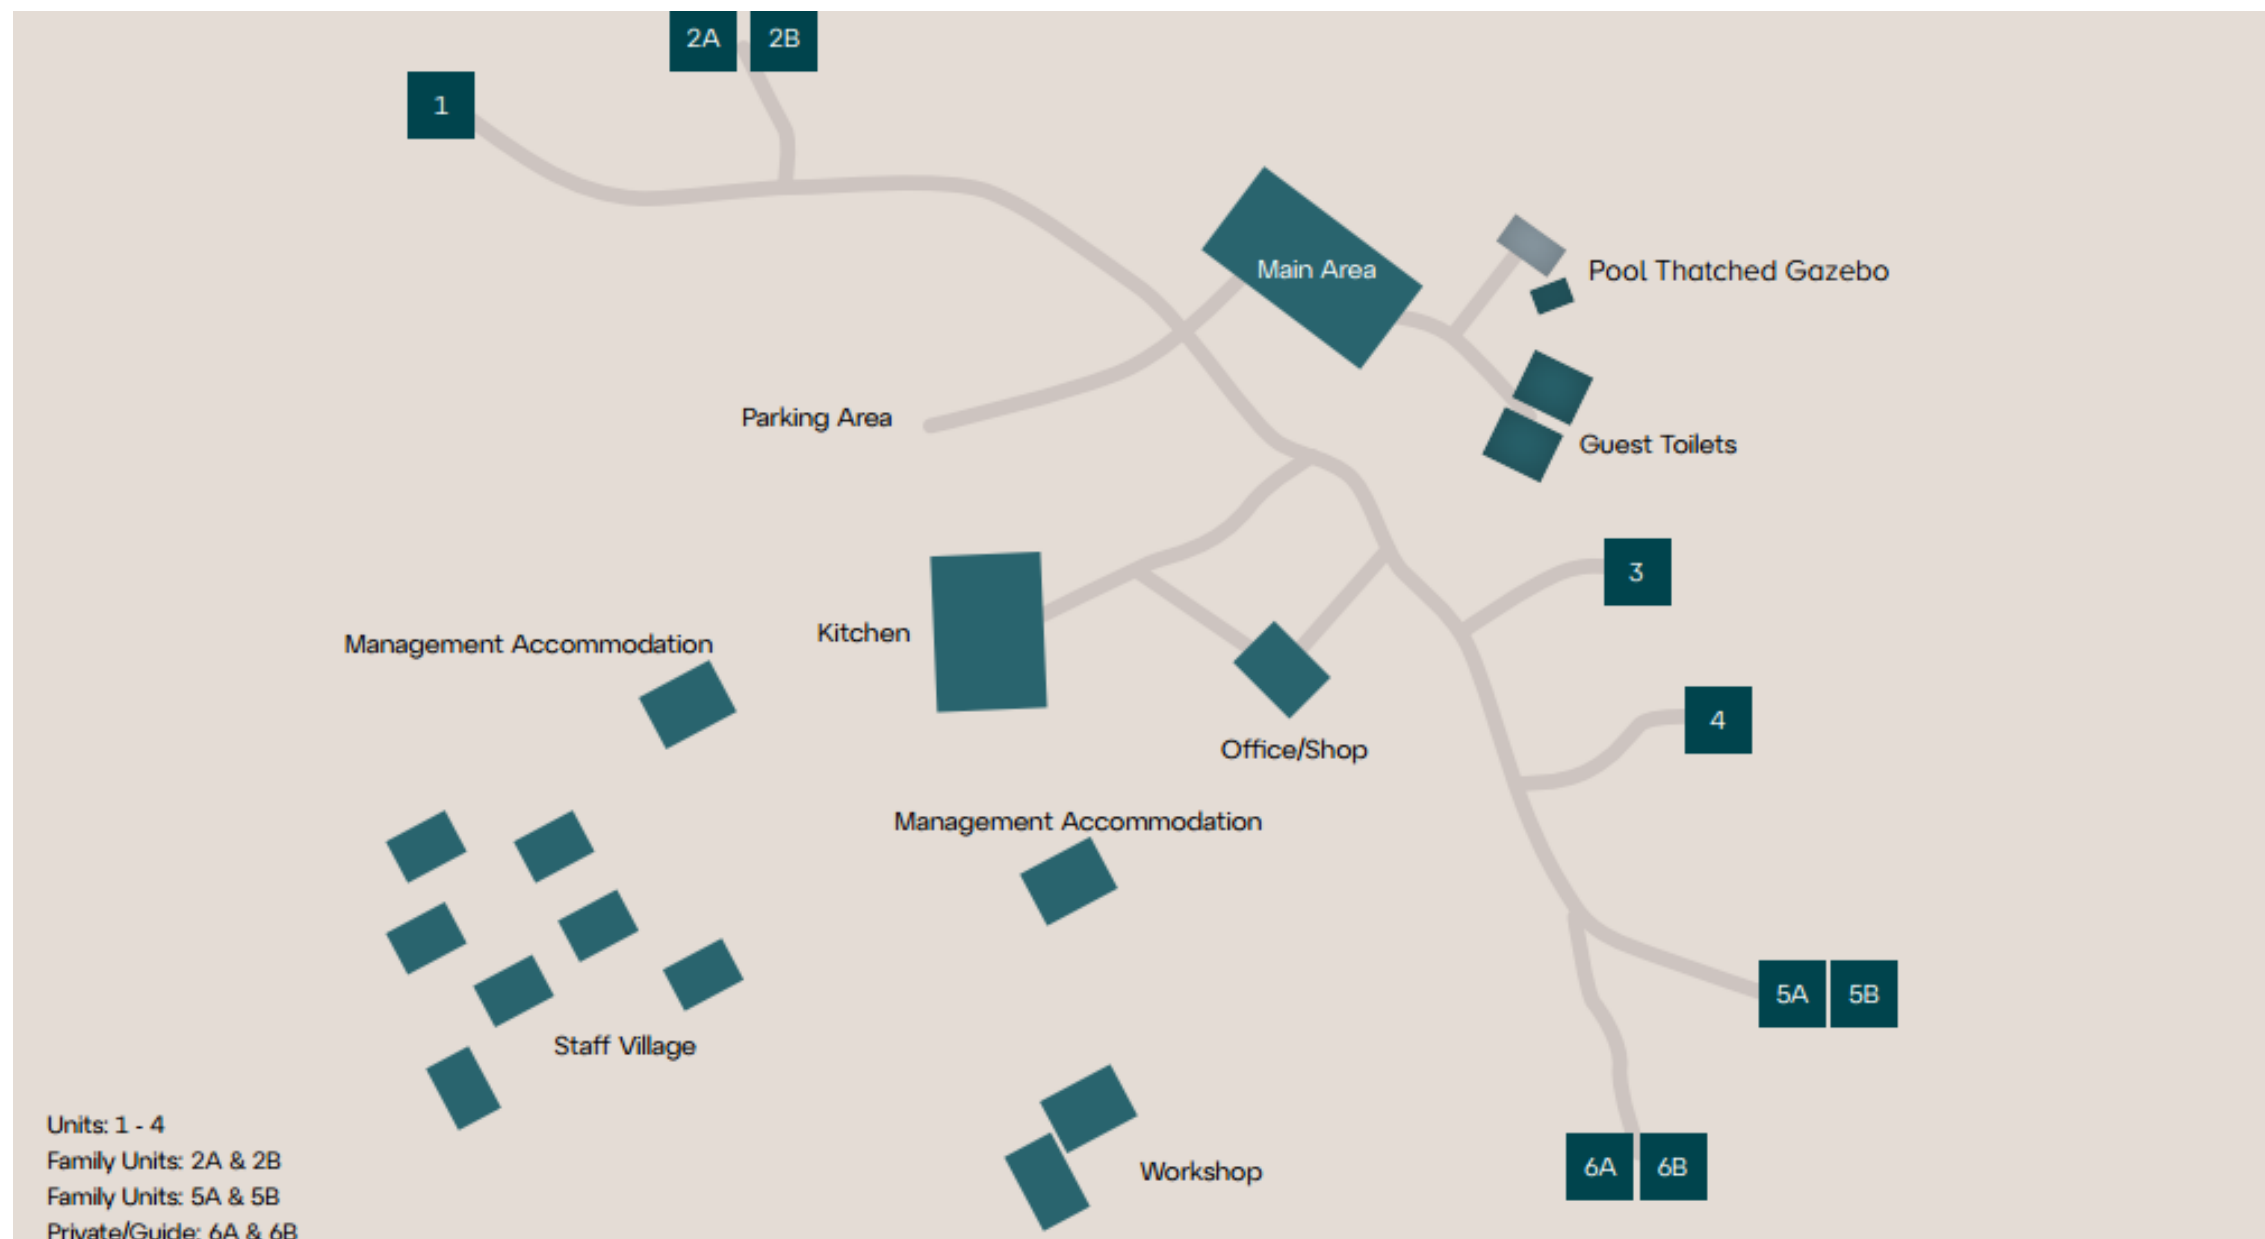 2A
2B
1
Main Area
Pool Thatched Gazebo
Parking Area
Guest Toilets
3
Kitchen
Management Accommodation
4
Office/Shop
Management Accommodation
5A
5B
Staff Village
Units: 1 - 4
Family Units: 2A & 2B
Workshop
6A
6B
Family Units: 5A & 5B
Private/Guide: 6A & 6B